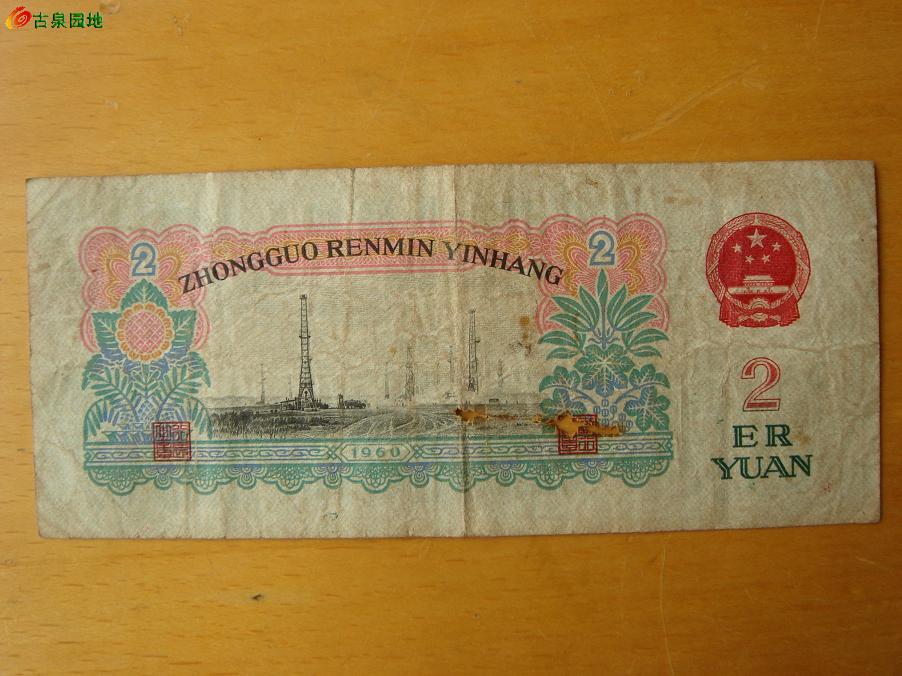 古泉园地
2
2
ZHONGGUO RENMIN YINHANG
2
ER
YUAN
1960